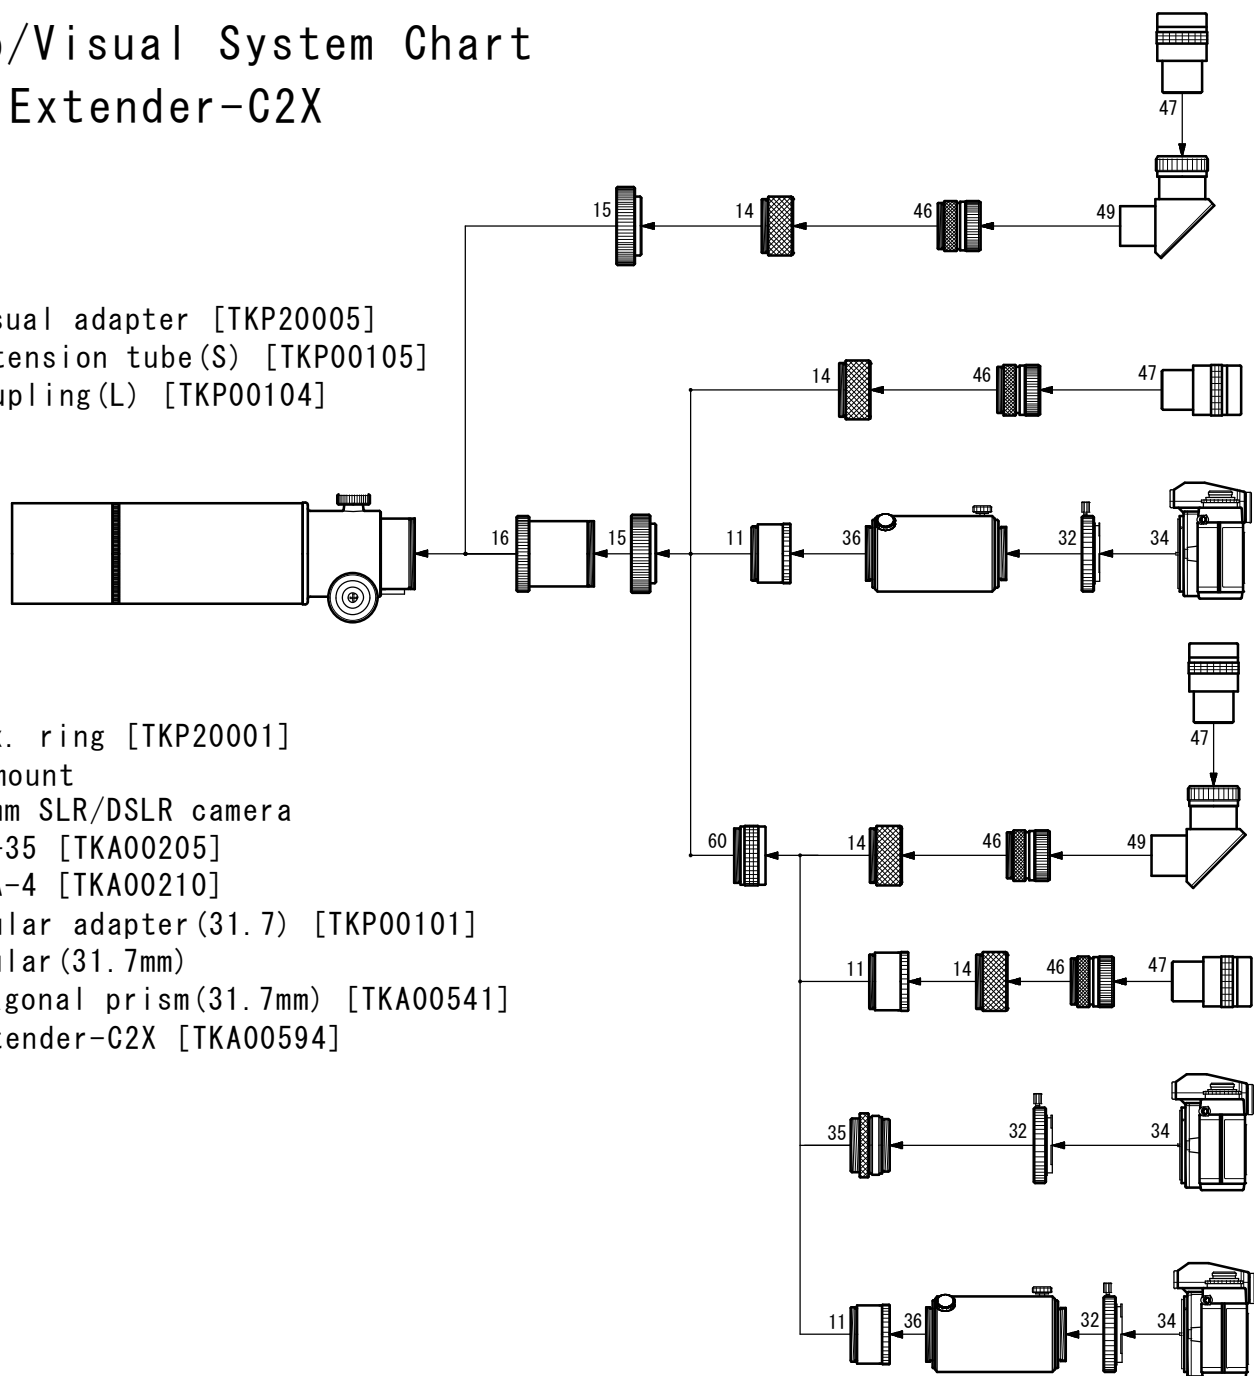 /Visual System Chart
Extender-C2X
47
15
14
46
49
sual adapter [TKP20005]
tension tube(S) [TKP00105]
upling(L) [TKP00104]
14
46
47
16
15
11
36
32
34
. ring [TKP20001]
mount
mm SLR/DSLR camera
-35 [TKA00205]
A-4 [TKA00210]
ular adapter(31.7) [TKP00101]
ular(31.7mm)
agonal prism(31.7mm) [TKA00541]
tender-C2X [TKA00594]
47
60
14
46
49
11
14
46
47
35
32
34
11
36
32
34